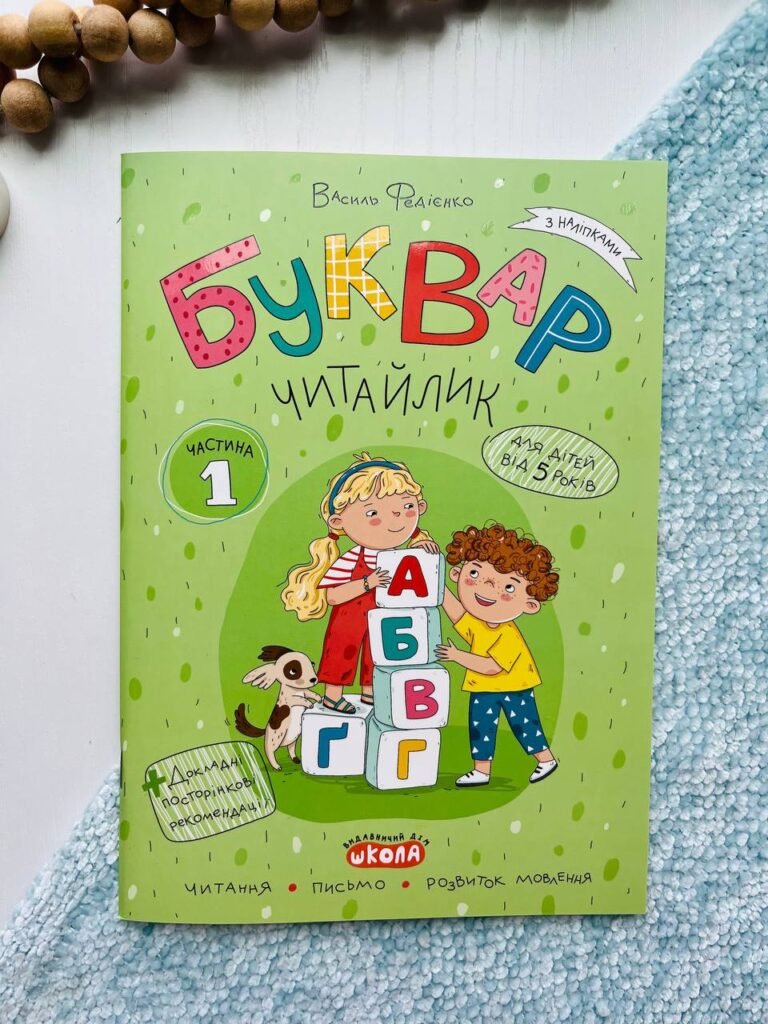 Василь Федієнко
З НАЛІПКАМИ
БУКВАР
ЧИТАЙЛИК
ЧАСТИНА
1
ДЛЯ ДІТЕЙ
ВІД 5 РОКІВ
А
Б
В
Ґ Г
+ Докладні
посторінкові
рекомендації
ВИДАВНИЧИЙ ДІМ
ШКОЛА
ЧИТАННЯ • ПИСЬМО • РОЗВИТОК МОВЛЕННЯ